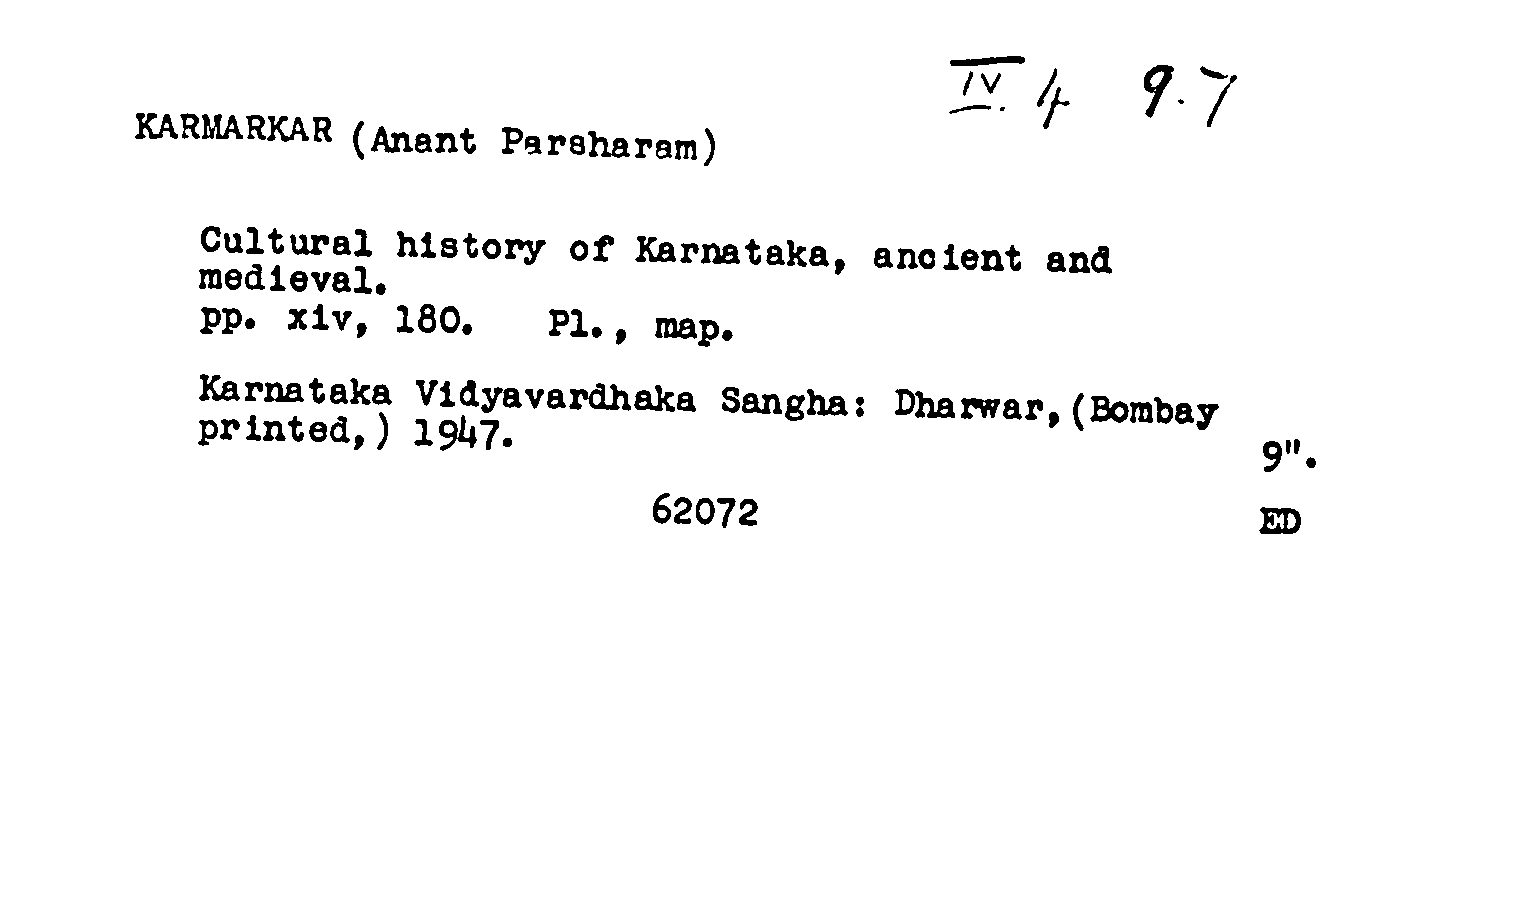 IV. 4 9.7
KARMARKAR (Anant Parsharam)
Cultural history of Karnataka, ancient and
medieval.
pp. xiv, 180. Pl., map.
Karnataka Vidyavardhaka Sangha: Dharwar, (Bombay
printed,) 1947.
9".
62072
ED